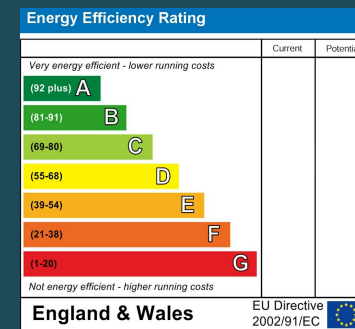 Energy Efficiency Rating
Current
Very energy efficient - lower running costs
(92 plus) A
(81-91) B
(69-80) C
(55-68) D
(39-54) E
(21-38) F
(1-20) G
Not energy efficient - higher running costs
England & Wales
EU Directive
2002/91/EC